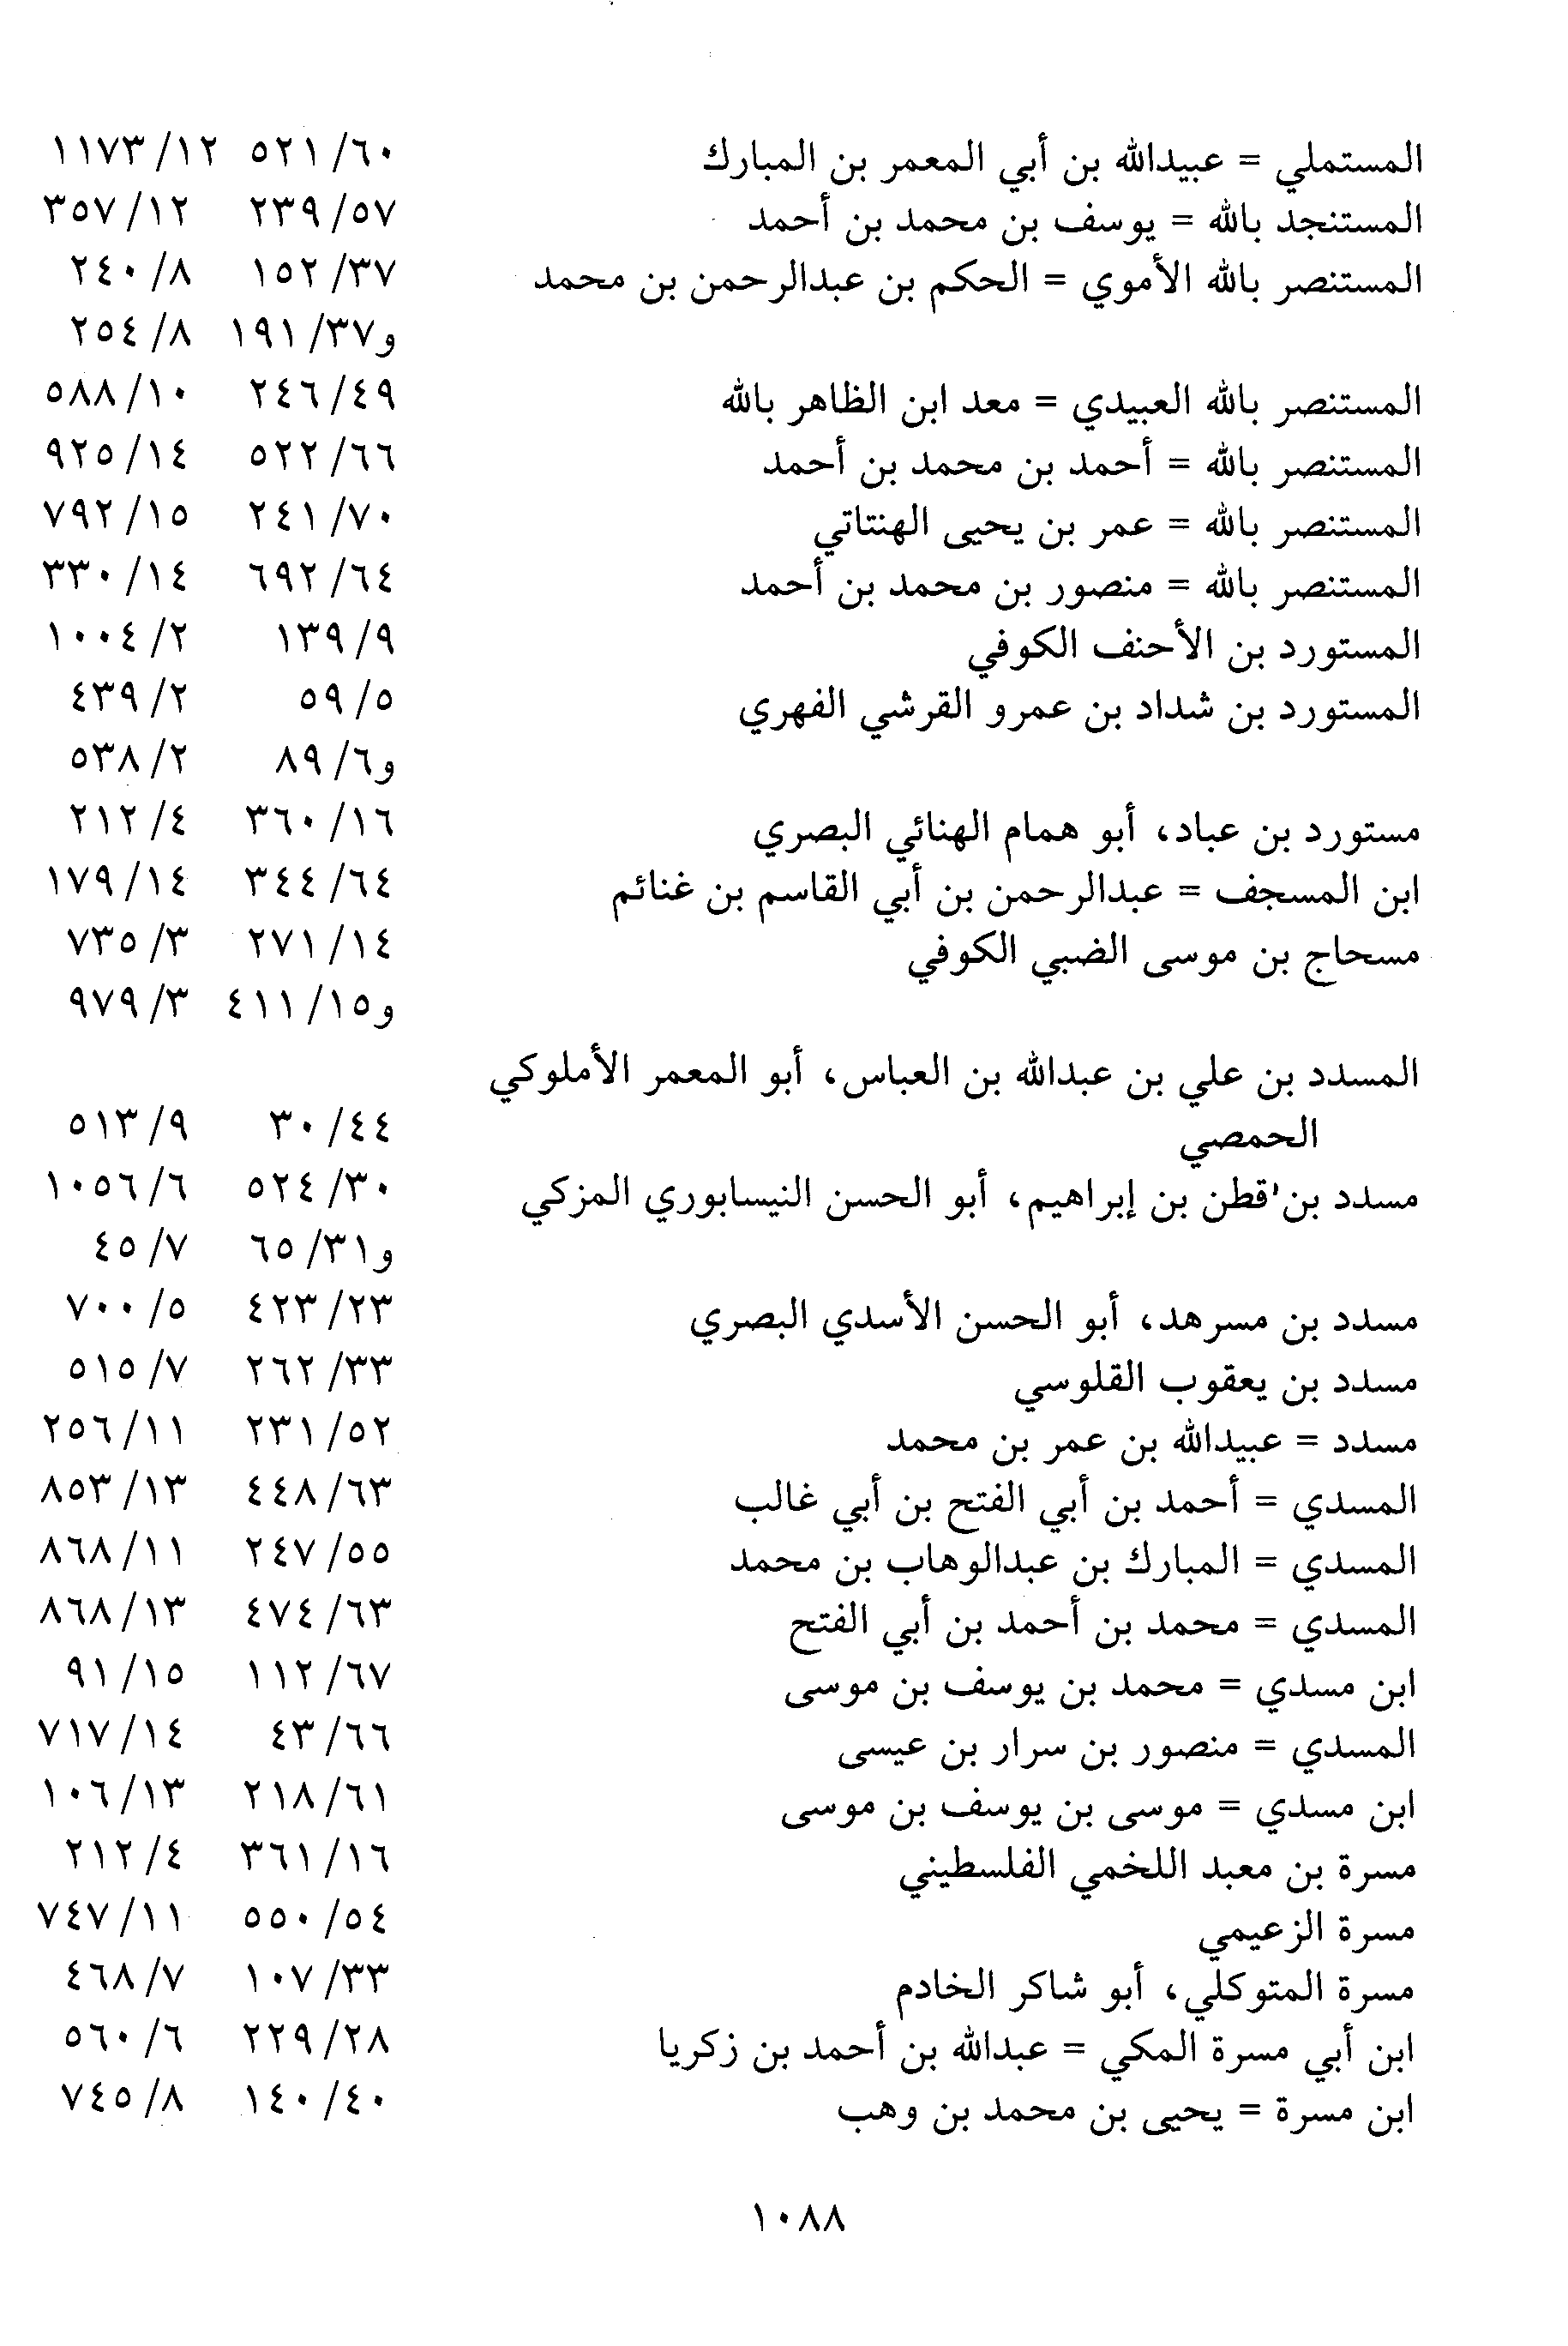 المستملي = عبيدالله بن أبي المعمر بن المبارك ٦٠/ ٥٢١ ١٢/ ١١٧٣
المستنجد بالله = يوسف بن محمد بن أحمد ٥٧/ ٢٣٩ ١٢/ ٣٥٧
المستنصر بالله الأموي = الحكم بن عبدالرحمن بن محمد ٣٧/ ١٥٢ ٨/ ٢٤٠
و٣٧/ ١٩١ ٨/ ٢٥٤
المستنصر بالله العبيدي = معد ابن الظاهر بالله ٤٩/ ٢٤٦ ١٠/ ٥٨٨
المستنصر بالله = أحمد بن محمد بن أحمد ٦٦/ ٥٢٢ ١٤/ ٩٢٥
المستنصر بالله = عمر بن يحيى الهنتاتي ٧٠/ ٢٤١ ١٥/ ٧٩٢
المستنصر بالله = منصور بن محمد بن أحمد ٦٤/ ٦٩٢ ١٤/ ٣٣٠
المستورد بن الأحنف الكوفي ٩/ ١٣٩ ٢/ ١٠٠٤
المستورد بن شداد بن عمرو القرشي الفهري ٥/ ٥٩ ٢/ ٤٣٩
و٦/ ٨٩ ٢/ ٥٣٨
مستورد بن عباد، أبو همام الهنائي البصري ١٦/ ٣٦٠ ٤/ ٢١٢
ابن المسجف = عبدالرحمن بن أبي القاسم بن غنائم ٦٤/ ٣٤٤ ١٤/ ١٧٩
مسحاج بن موسى الضبي الكوفي ١٤/ ٢٧١ ٣/ ٧٣٥
و١٥/ ٤١١ ٣/ ٩٧٩
المسدد بن علي بن عبدالله بن العباس، أبو المعمر الأملوكي
الحمصي ٤٤/ ٣٠ ٩/ ٥١٣
مسدد بن قطن بن إبراهيم، أبو الحسن النيسابوري المزكي ٣٠/ ٥٢٤ ٦/ ١٠٥٦
و٣١/ ٦٥ ٧/ ٤٥
مسدد بن مسرهد، أبو الحسن الأسدي البصري ٢٣/ ٤٢٣ ٥/ ٧٠٠
مسدد بن يعقوب القلوسي ٣٣/ ٢٦٢ ٧/ ٥١٥
مسدد = عبيدالله بن عمر بن محمد ٥٢/ ٢٣١ ١١/ ٢٥٦
المسدي = أحمد بن أبي الفتح بن أبي غالب ٦٣/ ٤٤٨ ١٣/ ٨٥٣
المسدي = المبارك بن عبدالوهاب بن محمد ٥٥/ ٢٤٧ ١١/ ٨٦٨
المسدي = محمد بن أحمد بن أبي الفتح ٦٣/ ٤٧٤ ١٣/ ٨٦٨
ابن مسدي = محمد بن يوسف بن موسى ٦٧/ ١١٢ ١٥/ ٩١
المسدي = منصور بن سرار بن عيسى ٦٦/ ٤٣ ١٤/ ٧١٧
ابن مسدي = موسى بن يوسف بن موسى ٦١/ ٢١٨ ١٣/ ١٠٦
مسرة بن معبد اللخمي الفلسطيني ١٦/ ٣٦١ ٤/ ٢١٢
مسرة الزعيمي ٥٤/ ٥٥٠ ١١/ ٧٤٧
مسرة المتوكلي، أبو شاكر الخادم ٣٣/ ١٠٧ ٧/ ٤٦٨
ابن أبي مسرة المكي = عبدالله بن أحمد بن زكريا ٢٨/ ٢٢٩ ٦/ ٥٦٠
ابن مسرة = يحيى بن محمد بن وهب ٤٠/ ١٤٠ ٨/ ٧٤٥
١٠٨٨